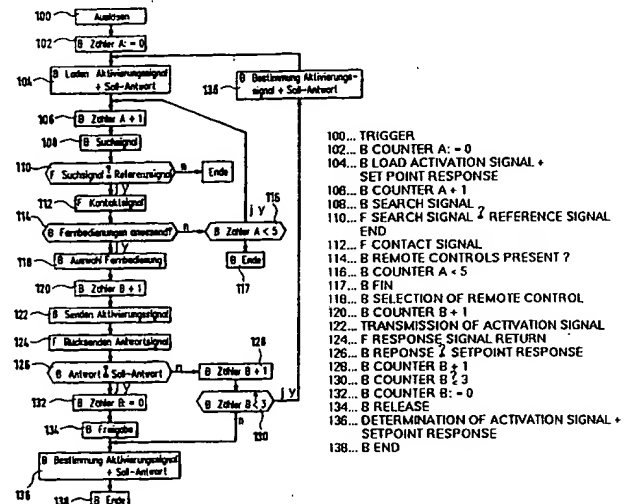 100 Auslösen
102 B Zähler A: = 0
104 B Laden Aktivierungssignal
+ Soll-Antwort
136 B Bestimmung Aktivierungs-
signal + Soll-Antwort
106 B Zähler A + 1
108 B Suchsignal
110 F Suchsignal ≟ Referenzsignal n Ende
j y
112 F Kontaktsignal
j y
114 B Fernbedienungen anwesend? n B Zähler A < 5 116
j y
118 B Auswahl Fernbedienung
B Ende 117
120 B Zähler B + 1
122 B Senden Aktivierungssignal
124 F Rücksenden Antwortsignal
126 B Antwort ≟ Soll-Antwort n B Zähler B + 1 128
j y
j y
132 B Zähler B: = 0
B Zähler B ≤ 3 130
134 B Freigabe
n
136 B Bestimmung Aktivierungssignal
+ Soll-Antwort
138 B Ende
100... TRIGGER
102... B COUNTER A: = 0
104... B LOAD ACTIVATION SIGNAL +
SET POINT RESPONSE
106... B COUNTER A + 1
108... B SEARCH SIGNAL
110... F SEARCH SIGNAL ≟ REFERENCE SIGNAL
END
112... F CONTACT SIGNAL
114... B REMOTE CONTROLS PRESENT ?
116... B COUNTER A < 5
117... B FIN
118... B SELECTION OF REMOTE CONTROL
120... B COUNTER B + 1
122... TRANSMISSION OF ACTIVATION SIGNAL
124... F RESPONSE SIGNAL RETURN
126... B REPONSE ≟ SETPOINT RESPONSE
128... B COUNTER B + 1
130... B COUNTER B ≤ 3
132... B COUNTER B: = 0
134... B RELEASE
136... DETERMINATION OF ACTIVATION SIGNAL +
SETPOINT RESPONSE
138... B END